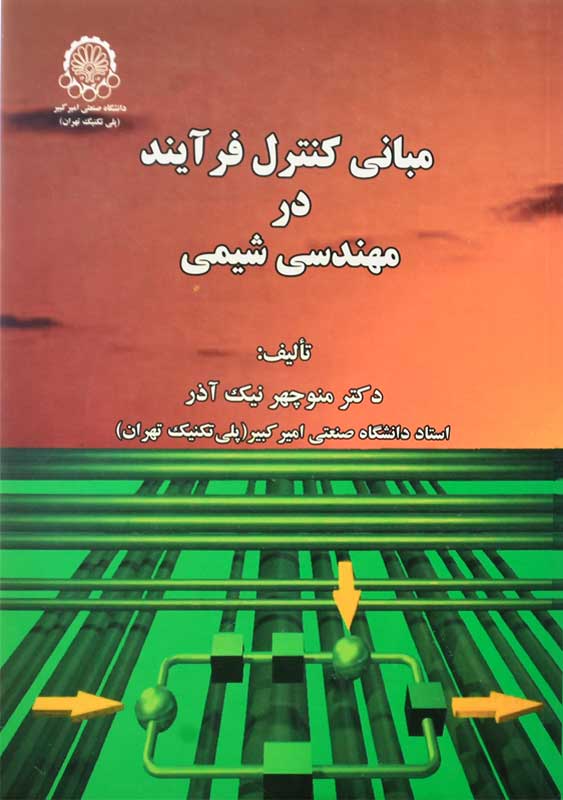 دانشگاه صنعتی امیرکبیر
(پلی تکنیک تهران)
مبانی کنترل فرآیند
در
مهندسی شیمی
تألیف:
دکتر منوچهر نیک آذر
استاد دانشگاه صنعتی امیرکبیر(پلی تکنیک تهران)